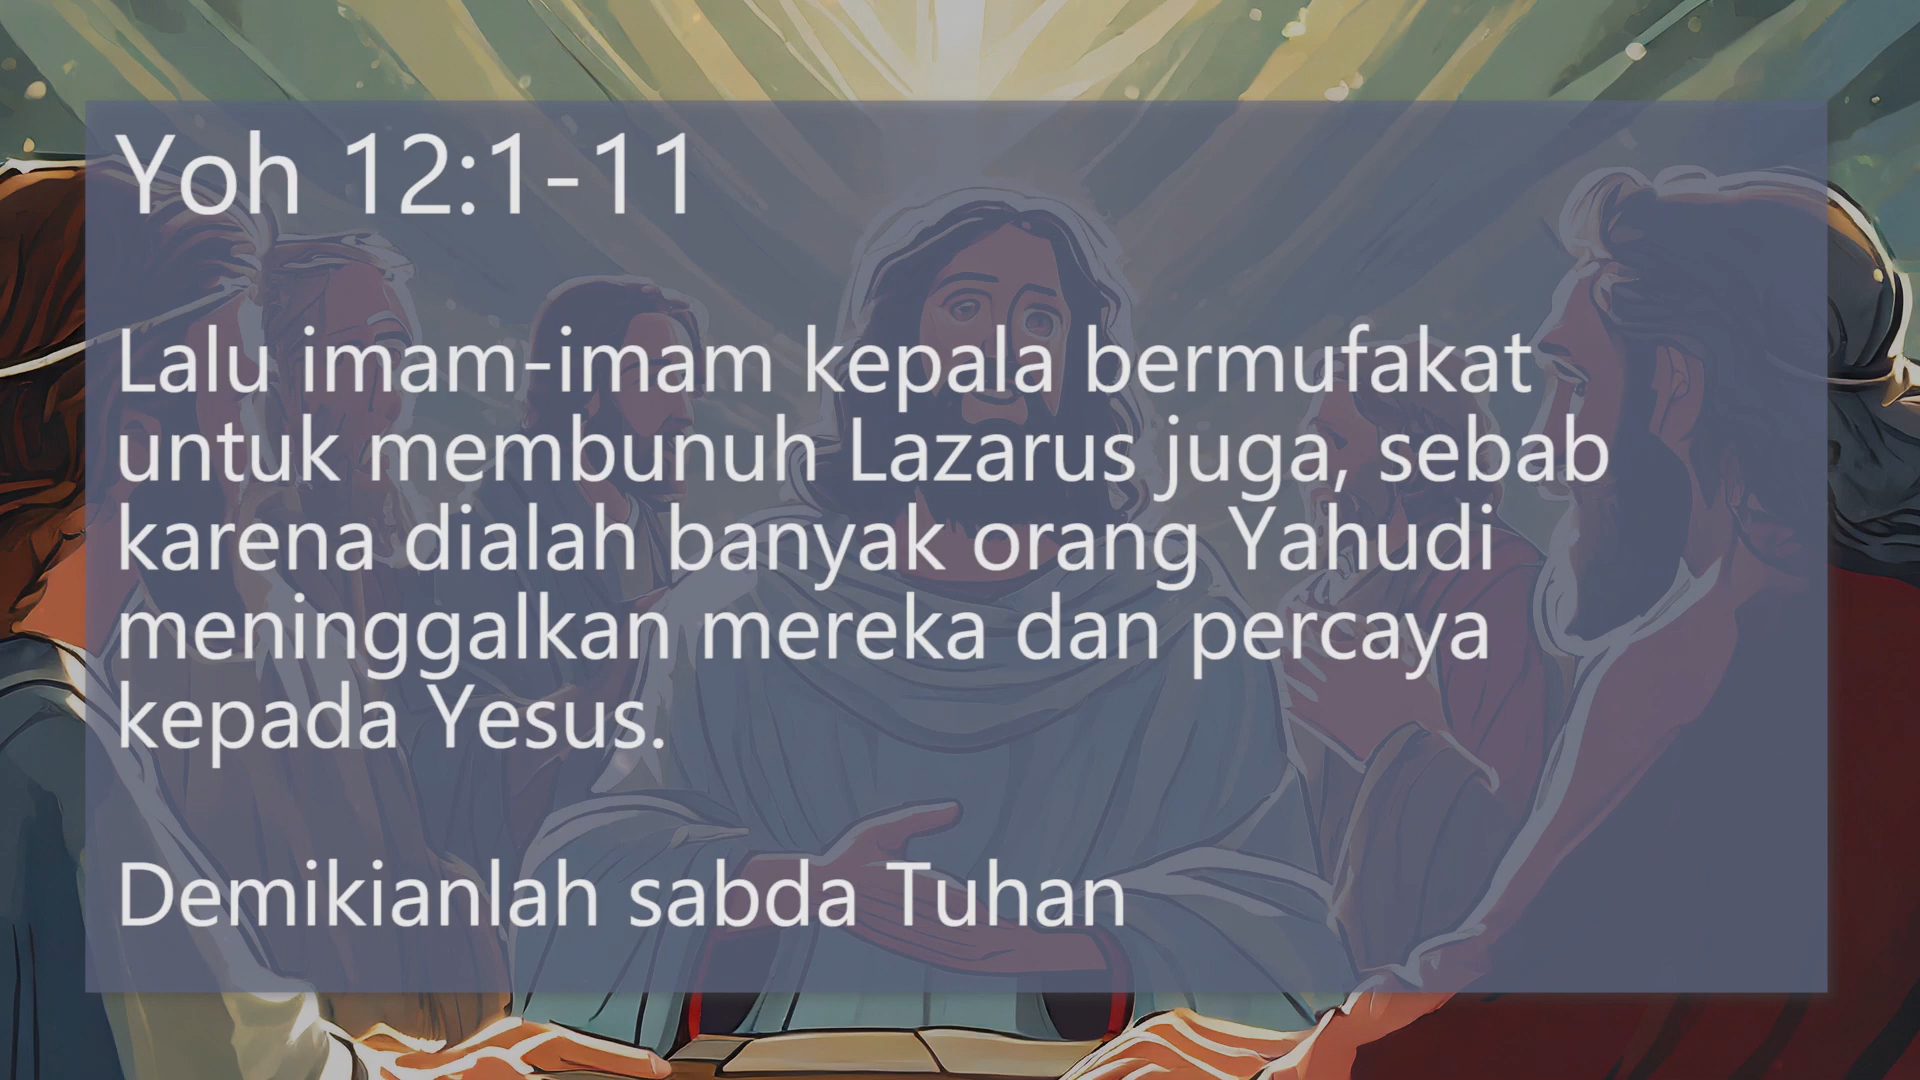 Yoh 12:1-11
Lalu imam-imam kepala bermufakat
untuk membunuh Lazarus juga, sebab
karena dialah banyak orang Yahudi
meninggalkan mereka dan percaya
kepada Yesus.
Demikianlah sabda Tuhan